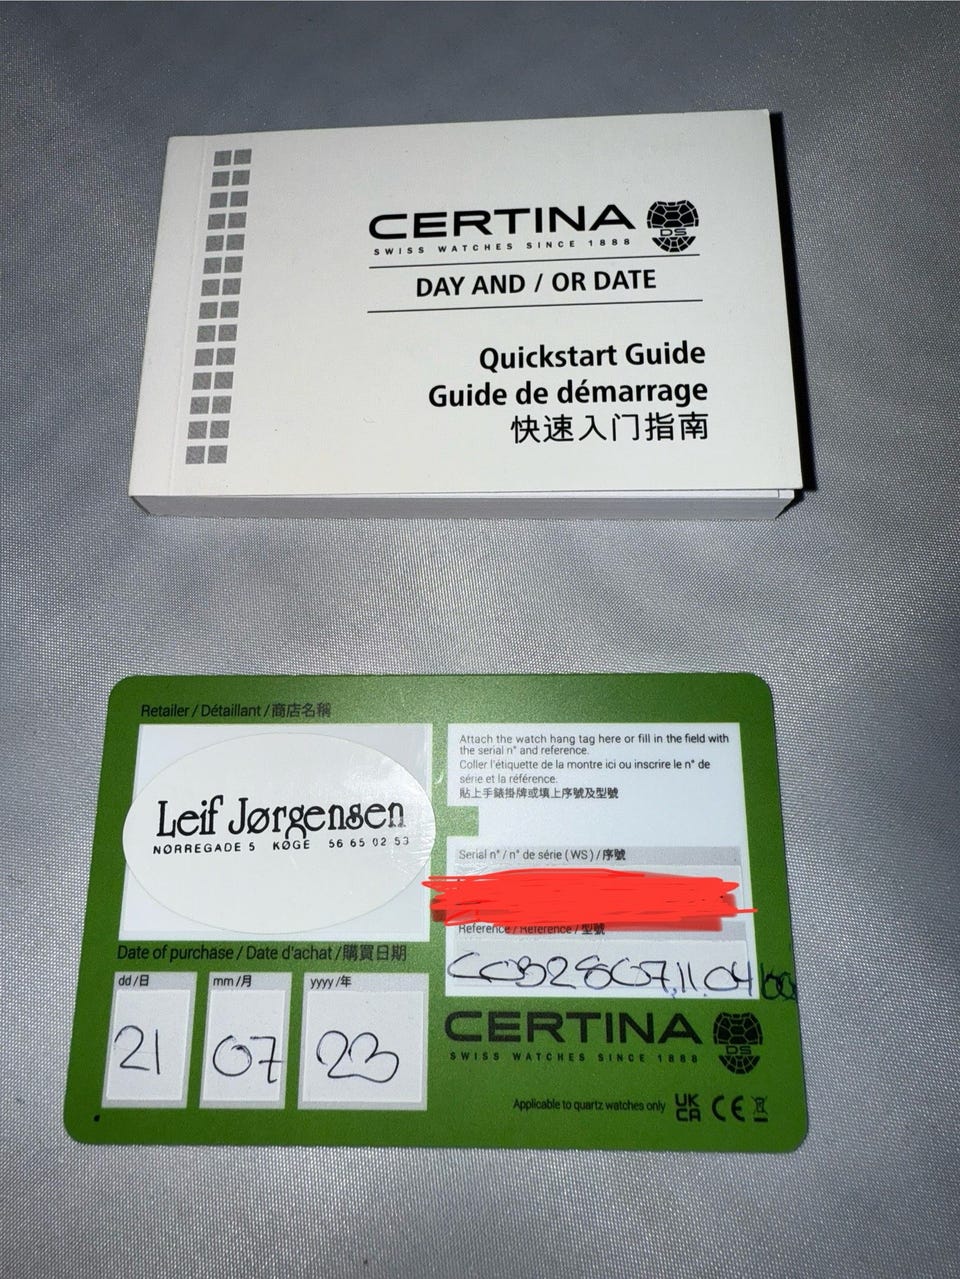 CERTINA
DS
SWISS WATCHES SINCE 1888
DAY AND / OR DATE
Quickstart Guide
Guide de démarrage
快速入门指南
Retailer / Détaillant / 商店名稱
Leif Jørgensen
NØRREGADE 5 KØGE 56 65 02 53
Attach the watch hang tag here or fill in the field with
the serial n° and reference.
Coller l'étiquette de la montre ici ou inscrire le n° de
série et la référence.
貼上手錶掛牌或填上序號及型號
Serial n° / n° de série ( WS ) / 序號
Reference / Référence / 型號
Date of purchase / Date d'achat / 購買日期
dd / 日
mm / 月
yyyy / 年
21
07
23
CERTINA
DS
SWISS WATCHES SINCE 1888
Applicable to quartz watches only
UK
CA
CE